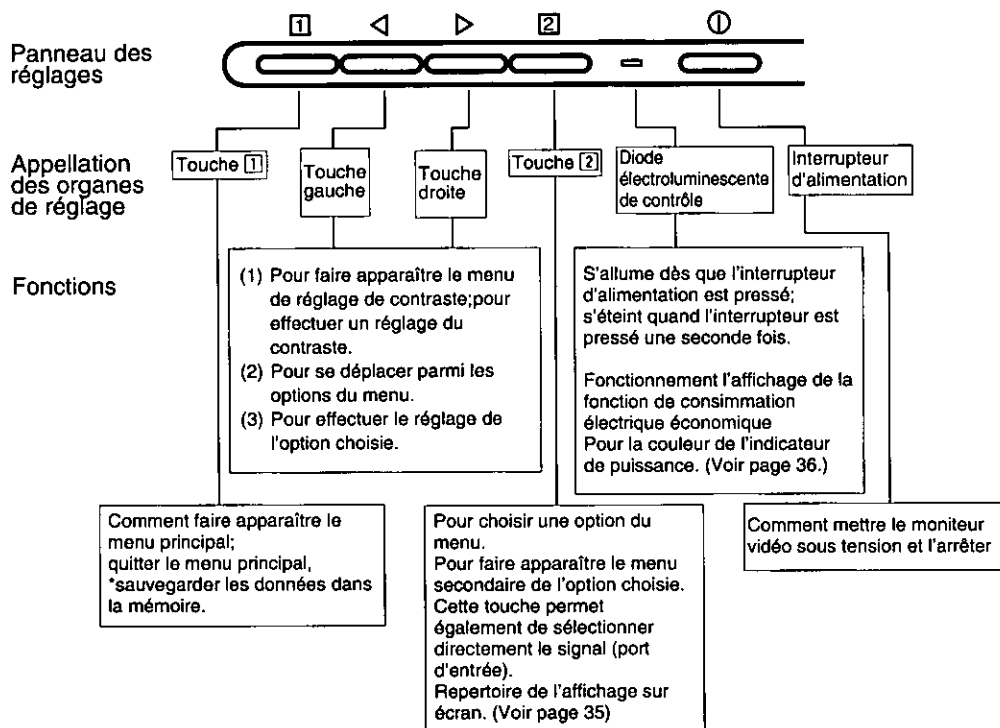 1 ◁ ▷ 2
Panneau des
réglages
Appellation
des organes
de réglage
Touche 1
Touche
gauche
Touche
droite
Touche 2
Diode
électroluminescente
de contrôle
Interrupteur
d'alimentation
Fonctions
(1) Pour faire apparaître le menu
de réglage de contraste;pour
effectuer un réglage du
contraste.
(2) Pour se déplacer parmi les
options du menu.
(3) Pour effectuer le réglage de
l'option choisie.
S'allume dès que l'interrupteur
d'alimentation est pressé;
s'éteint quand l'interrupteur est
pressé une seconde fois.
Fonctionnement l'affichage de la
fonction de consimmation
électrique économique
Pour la couleur de l'indicateur
de puissance. (Voir page 36.)
Comment faire apparaître le
menu principal;
quitter le menu principal,
*sauvegarder les données dans
la mémoire.
Pour choisir une option du
menu.
Pour faire apparaître le menu
secondaire de l'option choisie.
Cette touche permet
également de sélectionner
directement le signal (port
d'entrée).
Repertoire de l'affichage sur
écran. (Voir page 35)
Comment mettre le moniteur
vidéo sous tension et l'arrêter